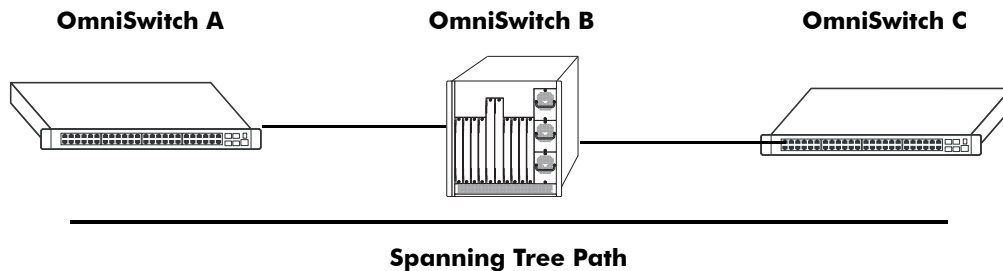 OmniSwitch A
OmniSwitch B
OmniSwitch C
Spanning Tree Path